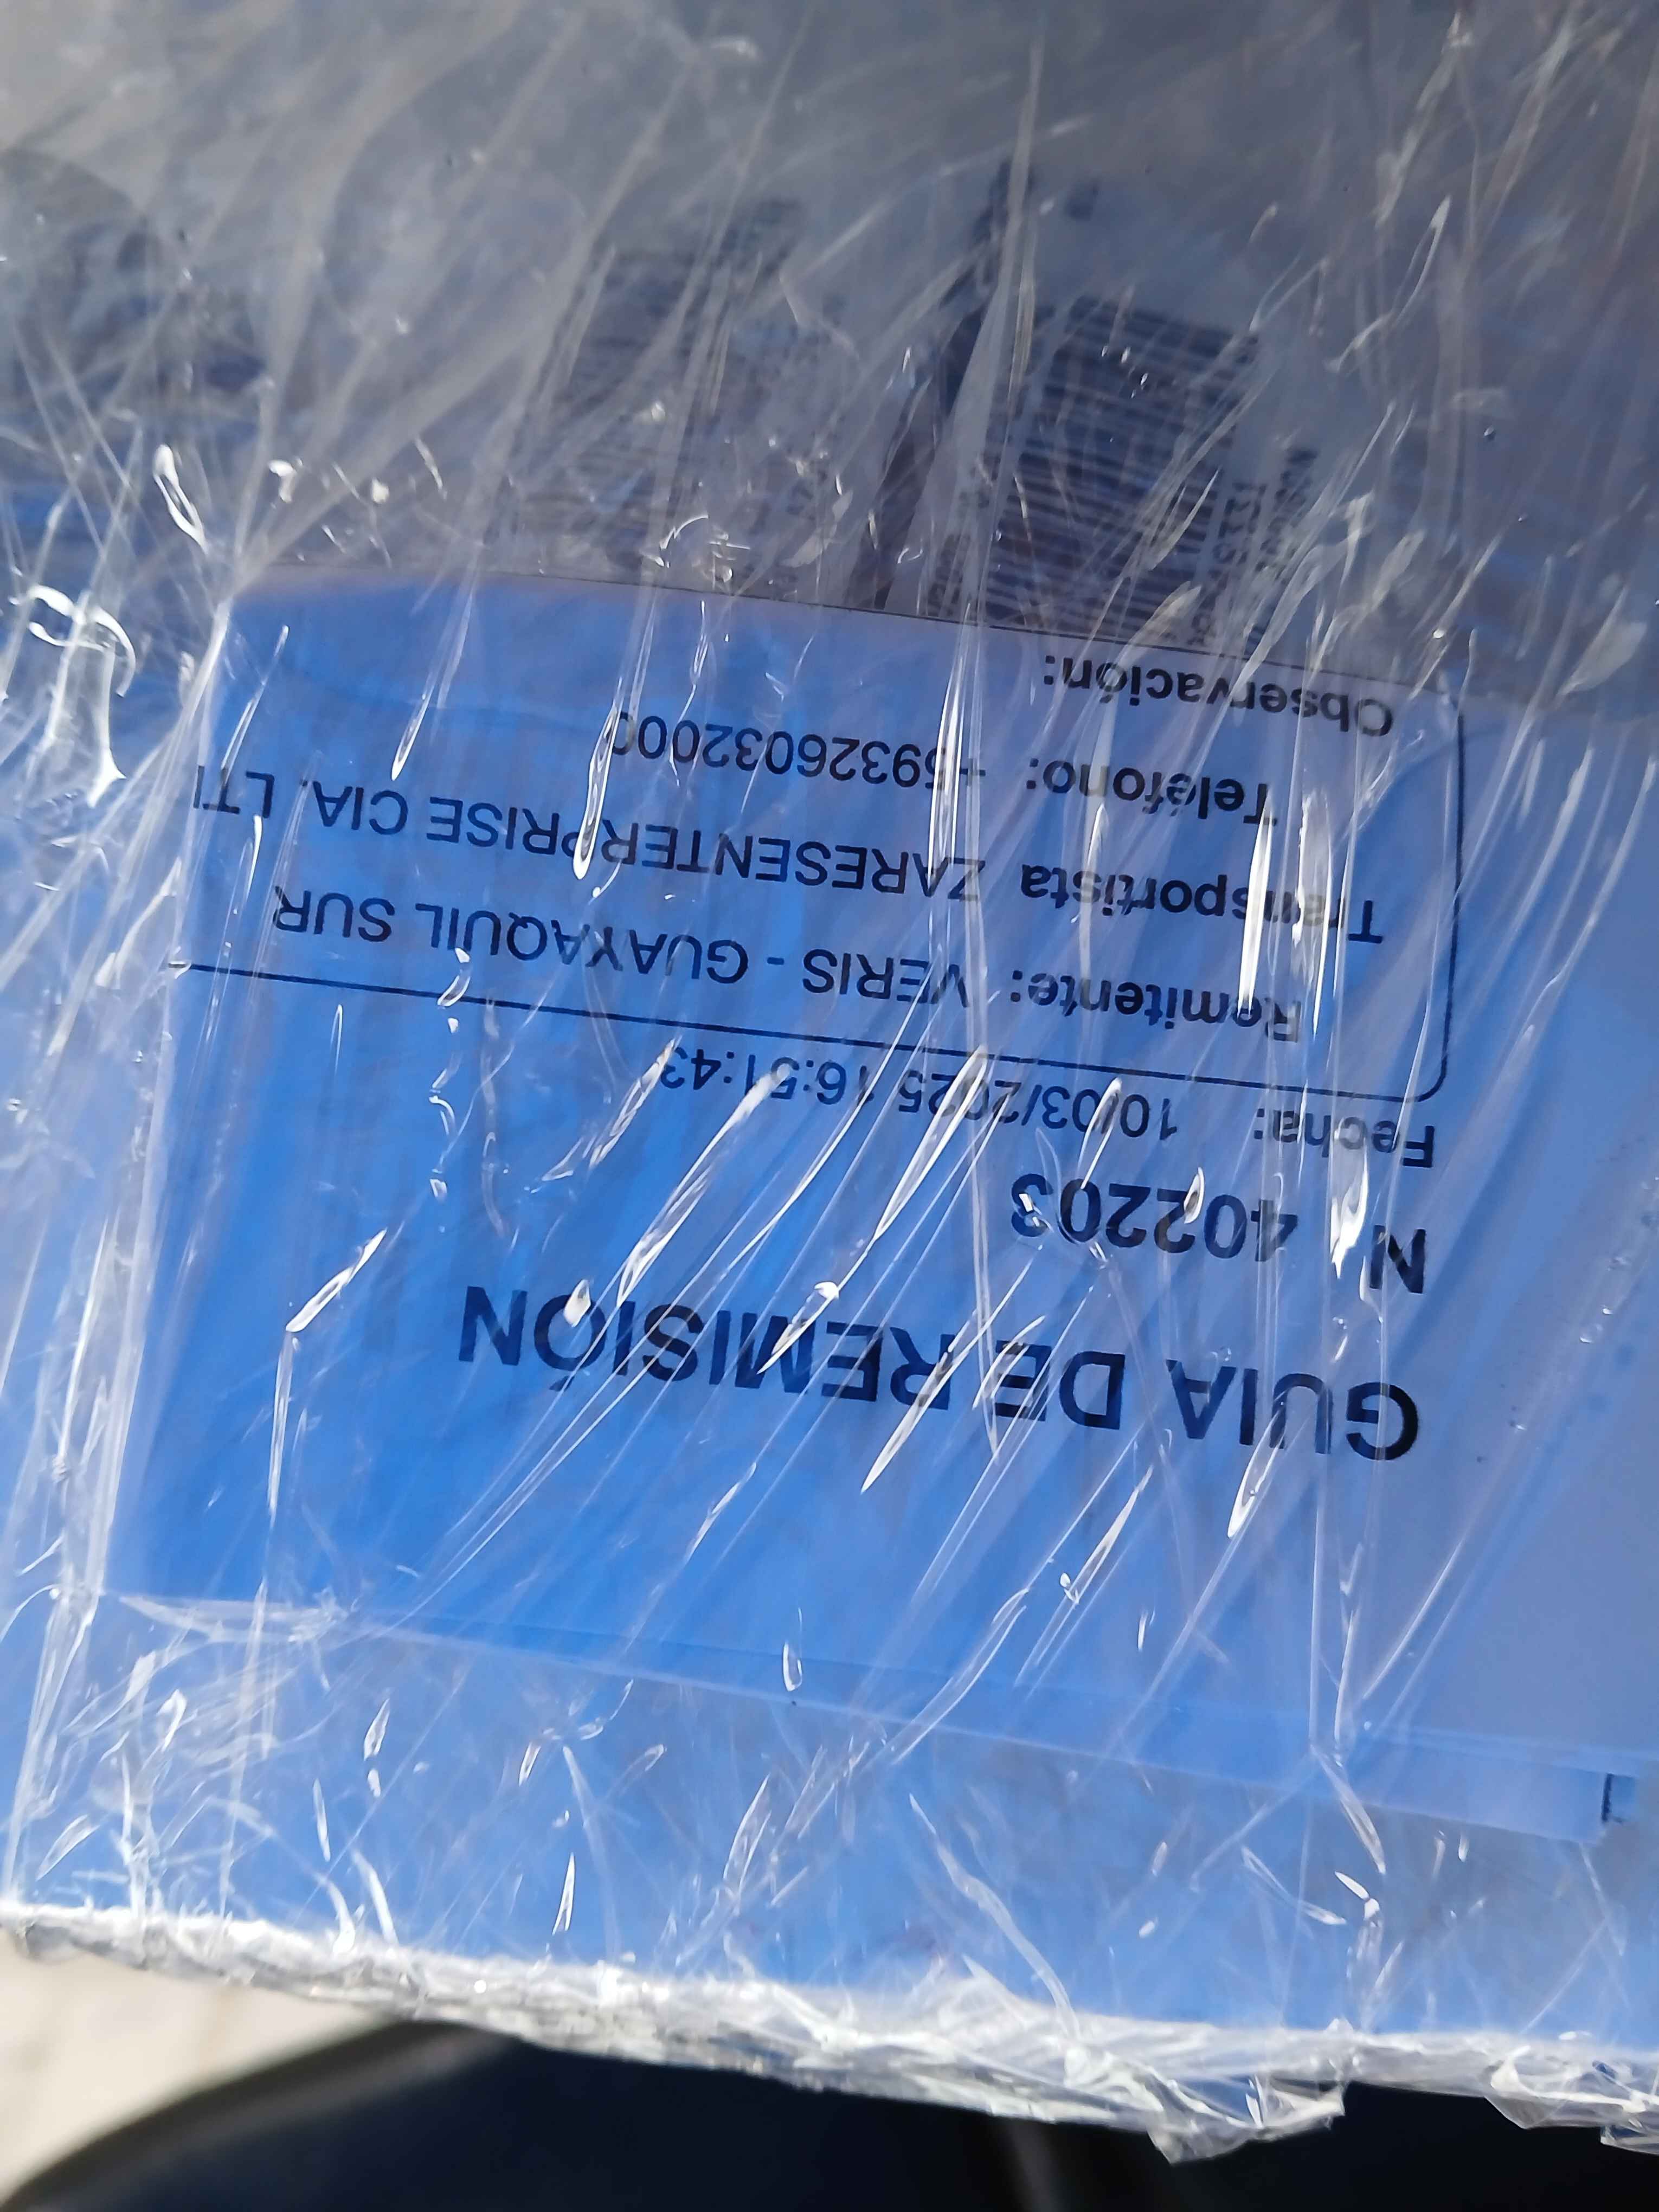 GUIA DE REMISIÓN
N 402203
Fecha: 10/03/2025 16:51:43
Remitente: VERIS - GUAYAQUIL SUR
Transportista ZARESENTERPRISE CIA. LT
Teléfono: +59326032000
Observación: